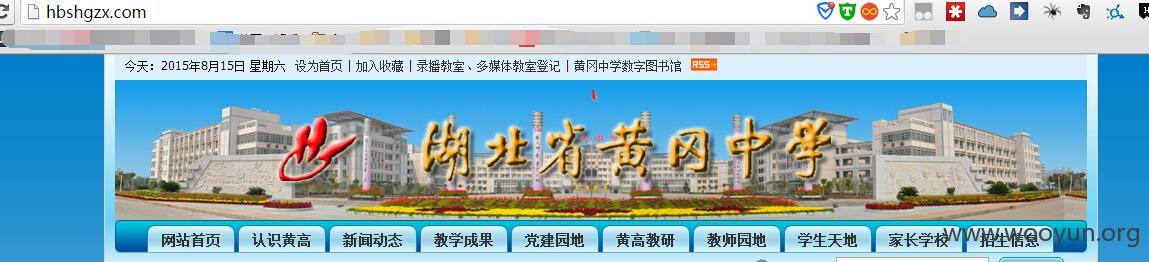 hbshgzx.com
今天：2015年8月15日 星期六 设为首页 | 加入收藏 | 录播教室、多媒体教室登记 | 黄冈中学数字图书馆 RSS
湖北省黄冈中学
网站首页 认识黄高 新闻动态 教学成果 党建园地 黄高教研 教师园地 学生天地 家长学校 招生信息
www.wooyun.org